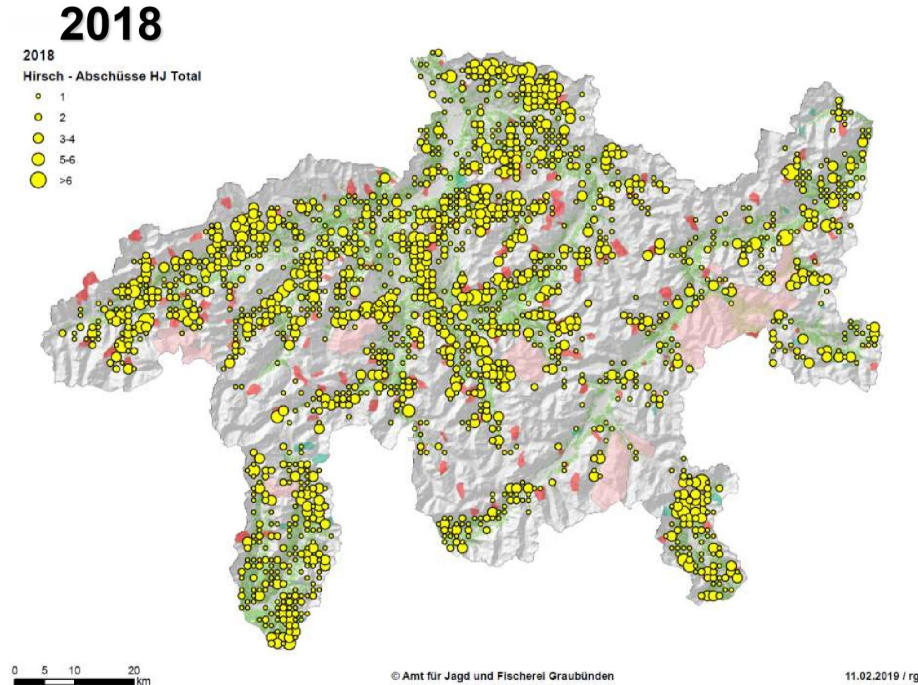 2018
2018
Hirsch - Abschüsse HJ Total
1
2
3-4
5-6
>6
0 5 10 20
km
© Amt für Jagd und Fischerei Graubünden
11.02.2019 / rg